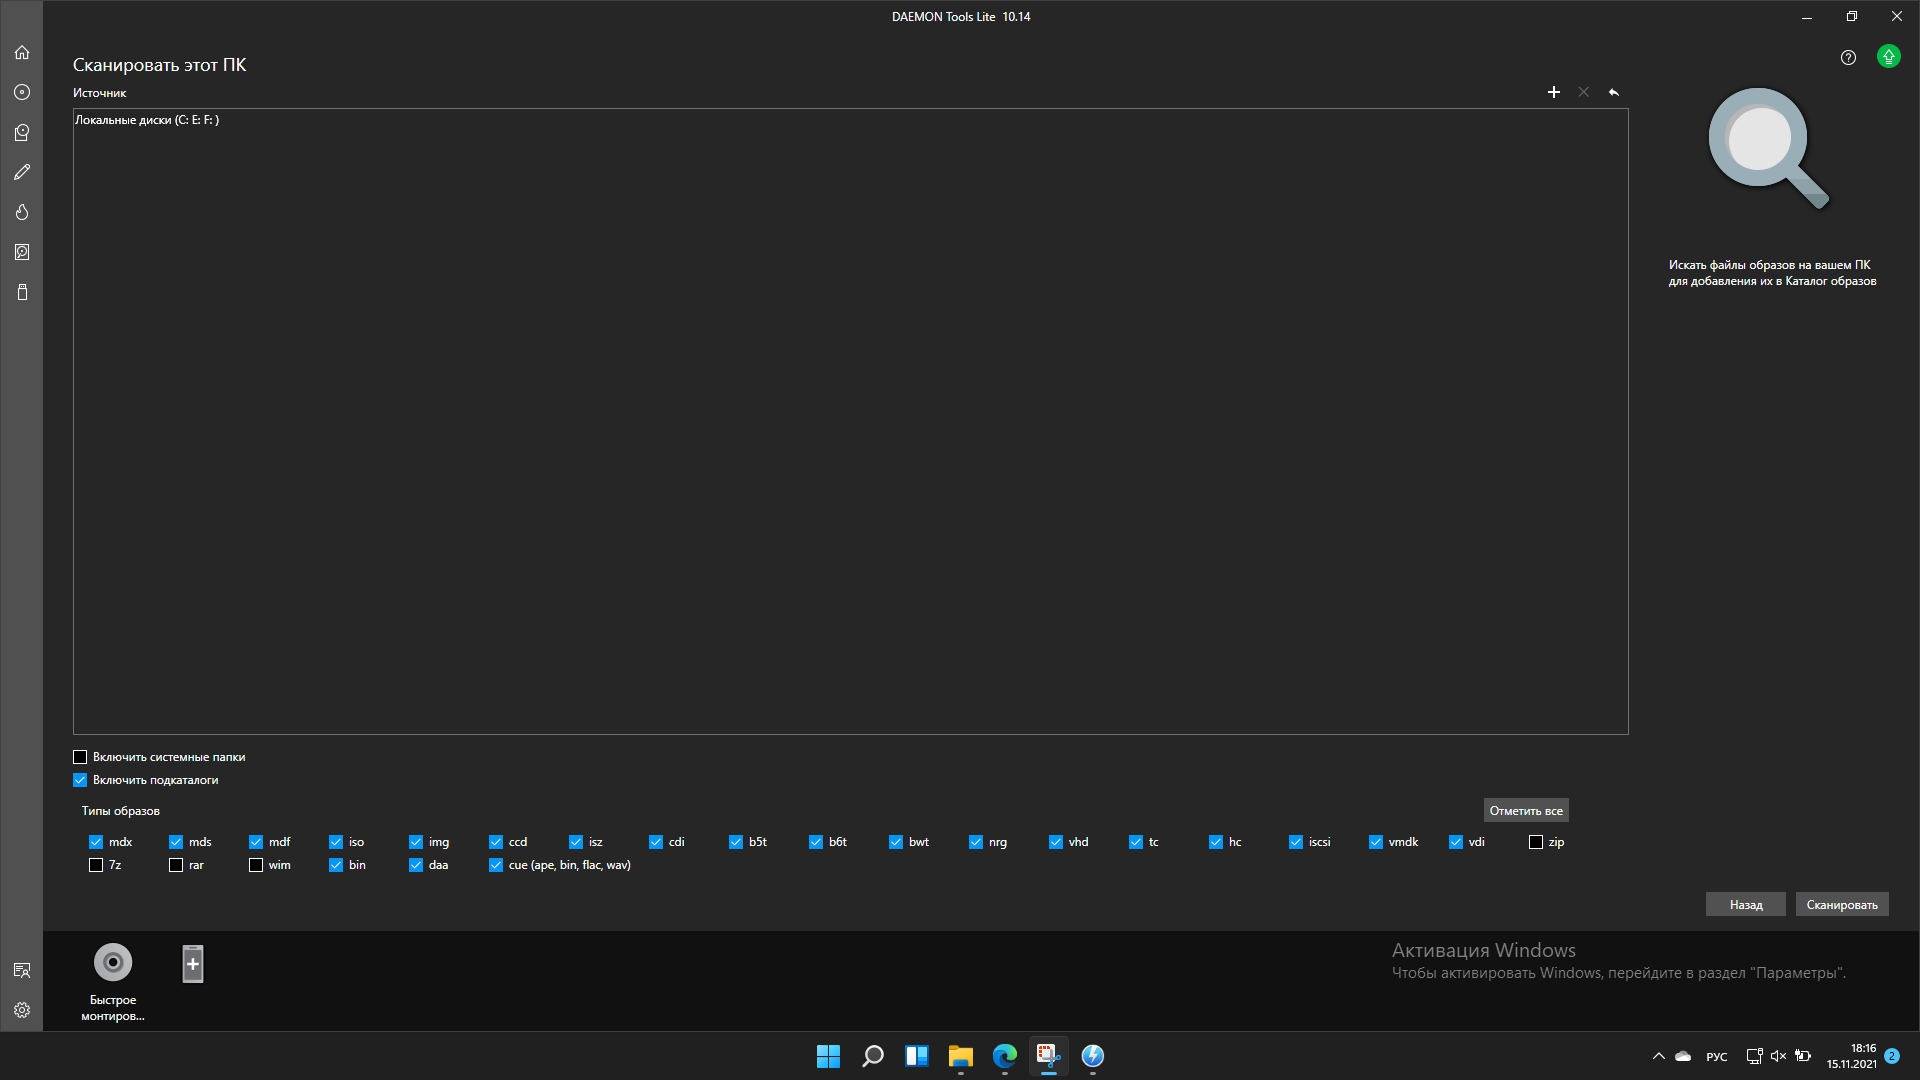 DAEMON Tools Lite 10.14
Сканировать этот ПК
Источник
Локальные диски (C: E: F: )
Искать файлы образов на вашем ПК
для добавления их в Каталог образов
Включить системные папки
Включить подкаталоги
Типы образов
Отметить все
mdx mds mdf iso img ccd isz cdi b5t b6t bwt nrg vhd tc hc iscsi vmdk vdi zip
7z rar wim bin daa cue (ape, bin, flac, wav)
Назад Сканировать
Активация Windows
Чтобы активировать Windows, перейдите в раздел "Параметры".
Быстрое
монтиров...
РУС
18:16
15.11.2021
2